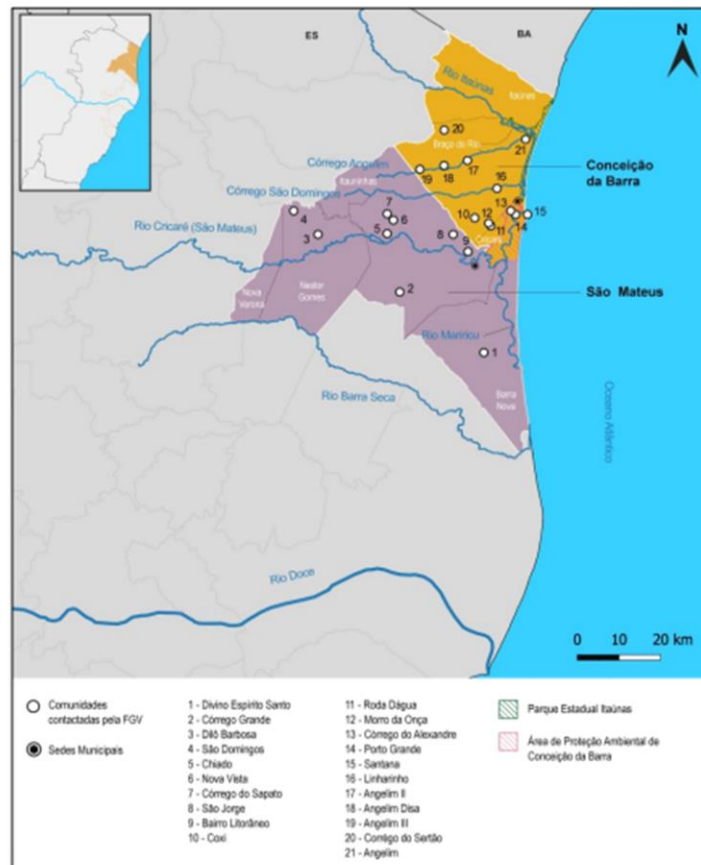 ES
BA
N
Rio Itaúnas
Itaúnas
20
Braço do Rio
21
Córrego Angelim
19
18
17
Conceição
da Barra
Itauninhas
16
Córrego São Domingos
13
15
14
10
12
11
Rio Cricaré (São Mateus)
4
7
6
3
5
8
9
Cricaré
Nova
Verona
Nestor
Gomes
2
São Mateus
Rio Mariricu
1
Rio Barra Seca
Barra
Nova
Oceano Atlântico
Rio Doce
0 10 20 km
Comunidades
contactadas pela FGV
Sedes Municipais
1 - Divino Espírito Santo
2 - Córrego Grande
3 - Dilô Barbosa
4 - São Domingos
5 - Chiado
6 - Nova Vista
7 - Córrego do Sapato
8 - São Jorge
9 - Bairro Litorâneo
10 - Coxi
11 - Roda Dágua
12 - Morro da Onça
13 - Córrego do Alexandre
14 - Porto Grande
15 - Santana
16 - Linharinho
17 - Angelim II
18 - Angelim Disa
19 - Angelim III
20 - Corrégo do Sertão
21 - Angelim
Parque Estadual Itaúnas
Área de Proteção Ambiental de
Conceição da Barra